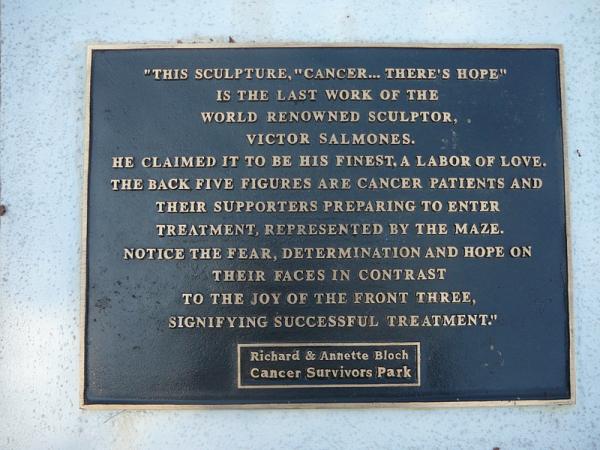 "THIS SCULPTURE, "CANCER... THERE'S HOPE"
IS THE LAST WORK OF THE
WORLD RENOWNED SCULPTOR,
VICTOR SALMONES.
HE CLAIMED IT TO BE HIS FINEST, A LABOR OF LOVE.
THE BACK FIVE FIGURES ARE CANCER PATIENTS AND
THEIR SUPPORTERS PREPARING TO ENTER
TREATMENT, REPRESENTED BY THE MAZE.
NOTICE THE FEAR, DETERMINATION AND HOPE ON
THEIR FACES IN CONTRAST
TO THE JOY OF THE FRONT THREE,
SIGNIFYING SUCCESSFUL TREATMENT."
Richard & Annette Bloch
Cancer Survivors Park